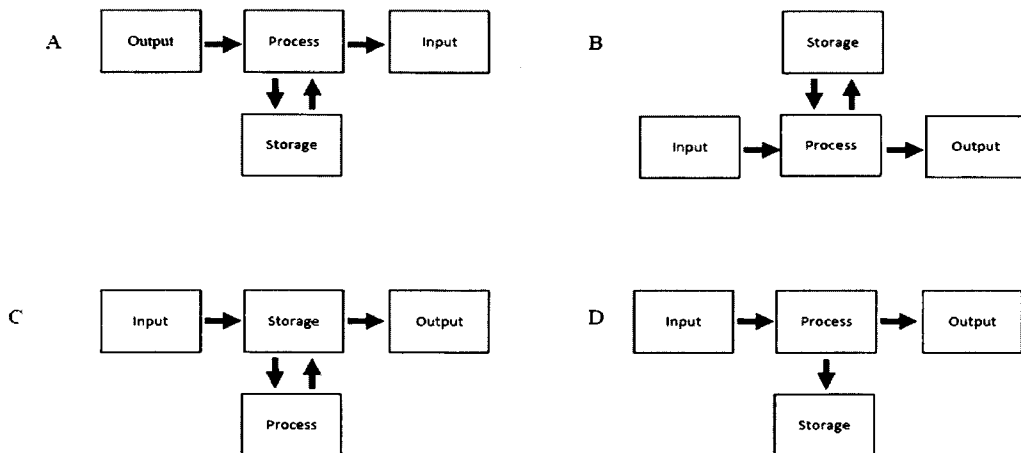 A
Output
Process
Input
Storage
B
Storage
Input
Process
Output
C
Input
Storage
Output
Process
D
Input
Process
Output
Storage